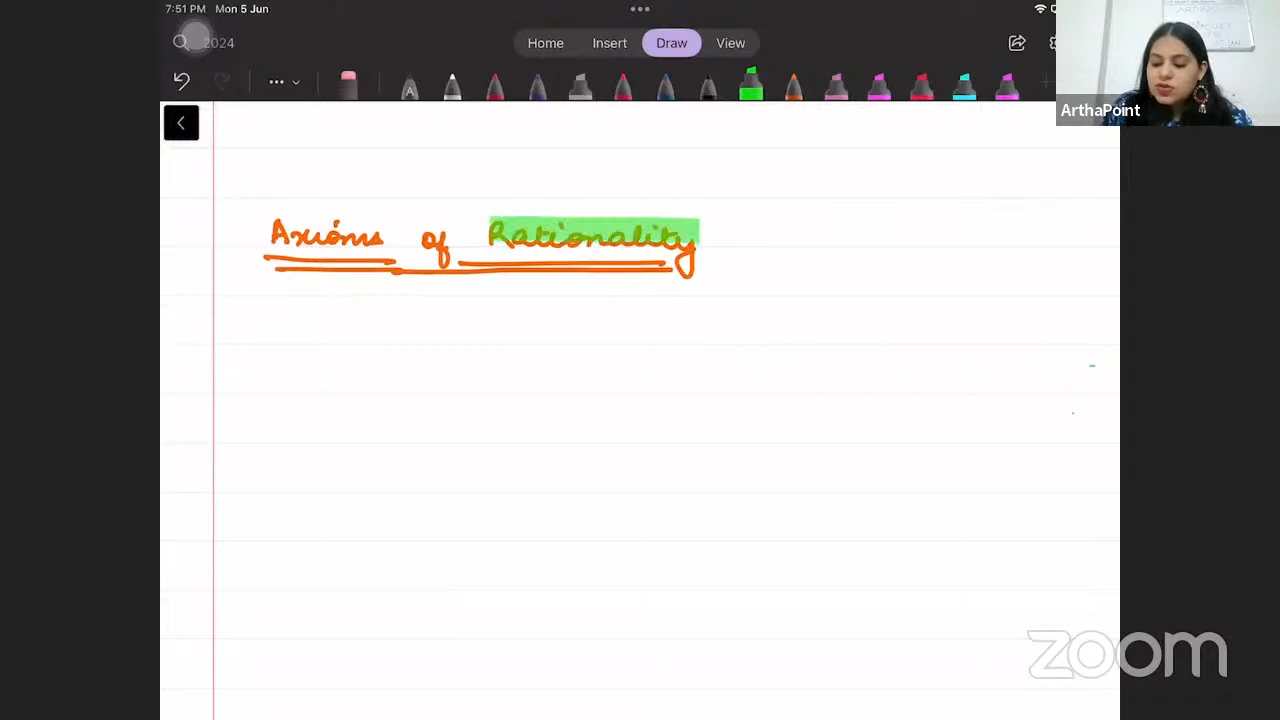 7:51 PM Mon 5 Jun
2024
Home Insert Draw View
A
ArthaPoint
Axioms of Rationality
zoom